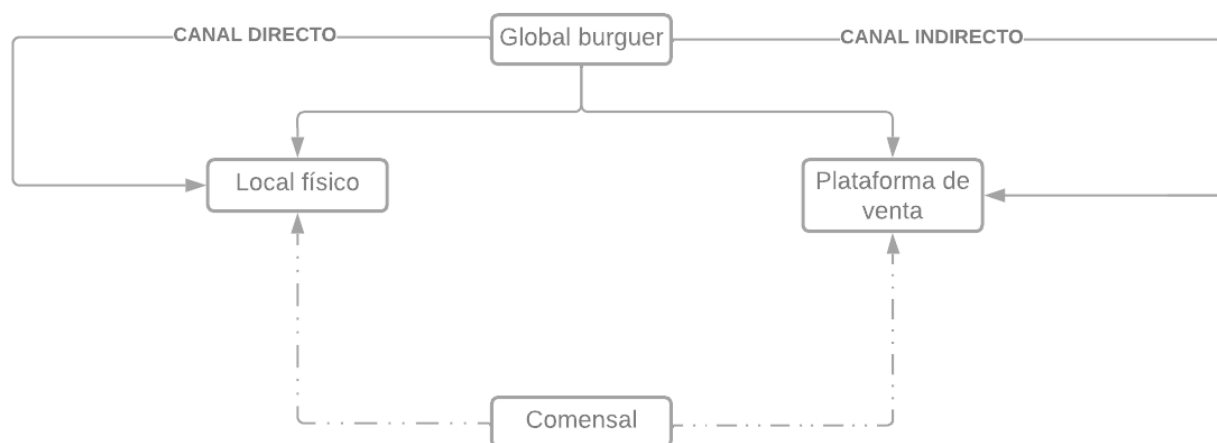 CANAL DIRECTO
Global burguer
CANAL INDIRECTO
Local físico
Plataforma de
venta
Comensal